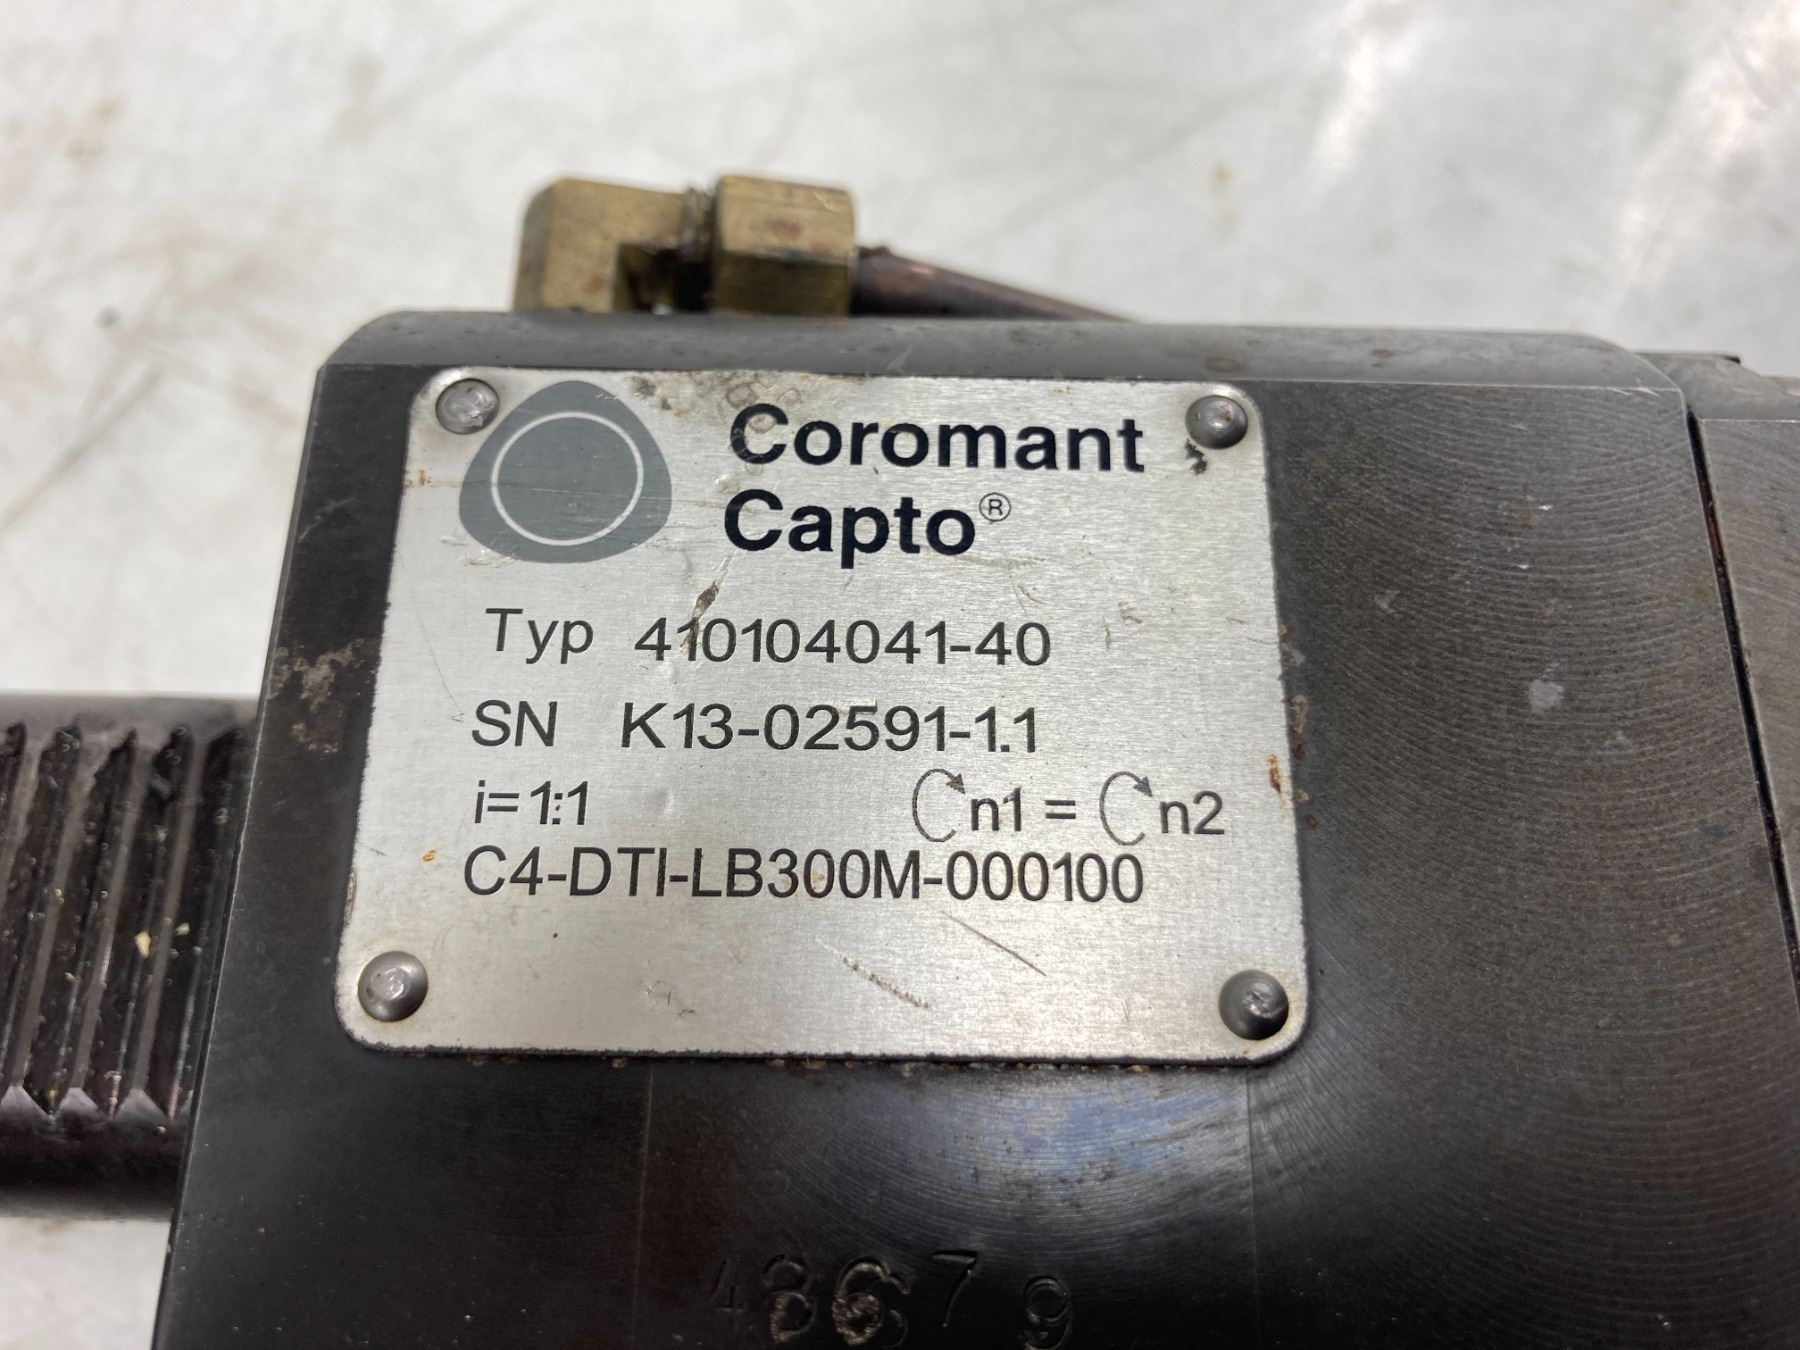 Coromant
Capto®
Typ 410104041-40
SN K13-02591-1.1
i=1:1 n1 = n2
C4-DTI-LB300M-000100